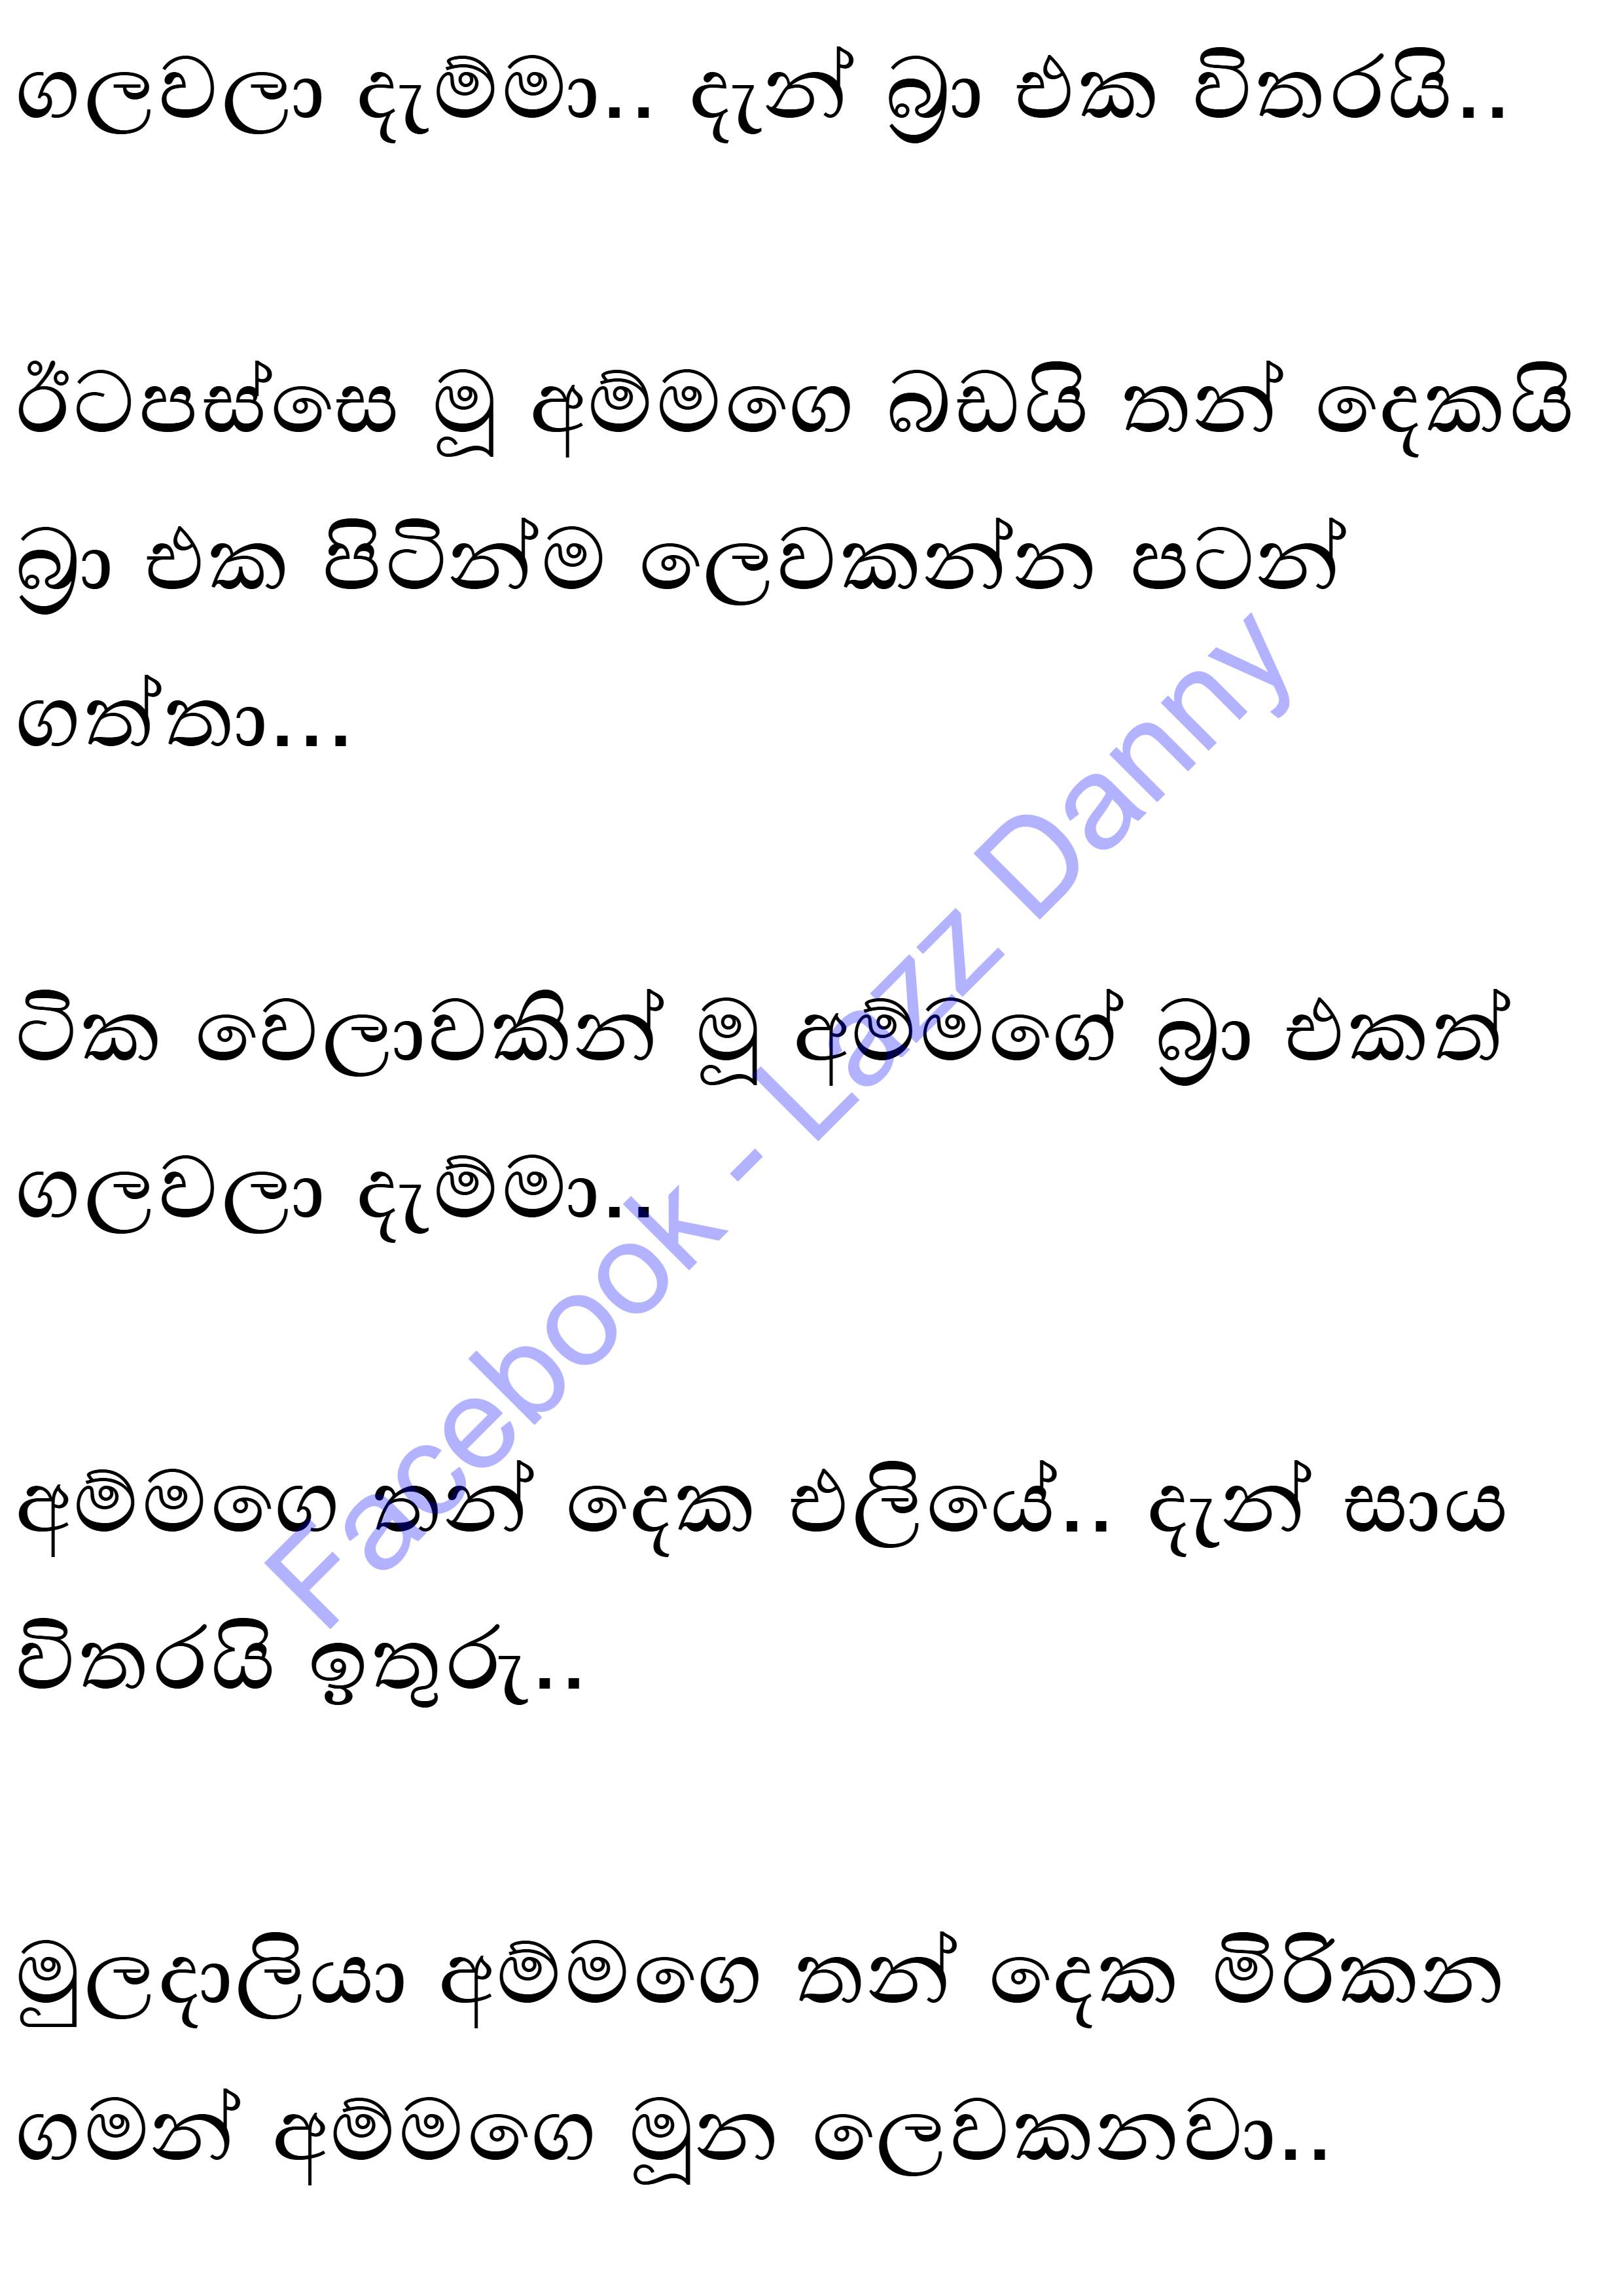 ගලවලා දැම්මා.. දැන් බ්‍රා එක විතරයි..
ඊටපස්සෙ මූ අම්මගෙ බඩයි තන් දෙකයි
බ්‍රා එක පිටින්ම ලෙවකන්න පටන්
ගත්තා...
ටික වෙලාවකින් මූ අම්මගේ බ්‍රා එකත්
ගලවලා දැම්මා..
අම්මගෙ තන් දෙක එලියේ.. දැන් සාය
විතරයි ඉතුරු..
මුලදාලියා අම්මගෙ තන් දෙක මිරිකන
ගමන් අම්මගෙ මූන ලෙවකනවා..
Facebook - Lazz Danny